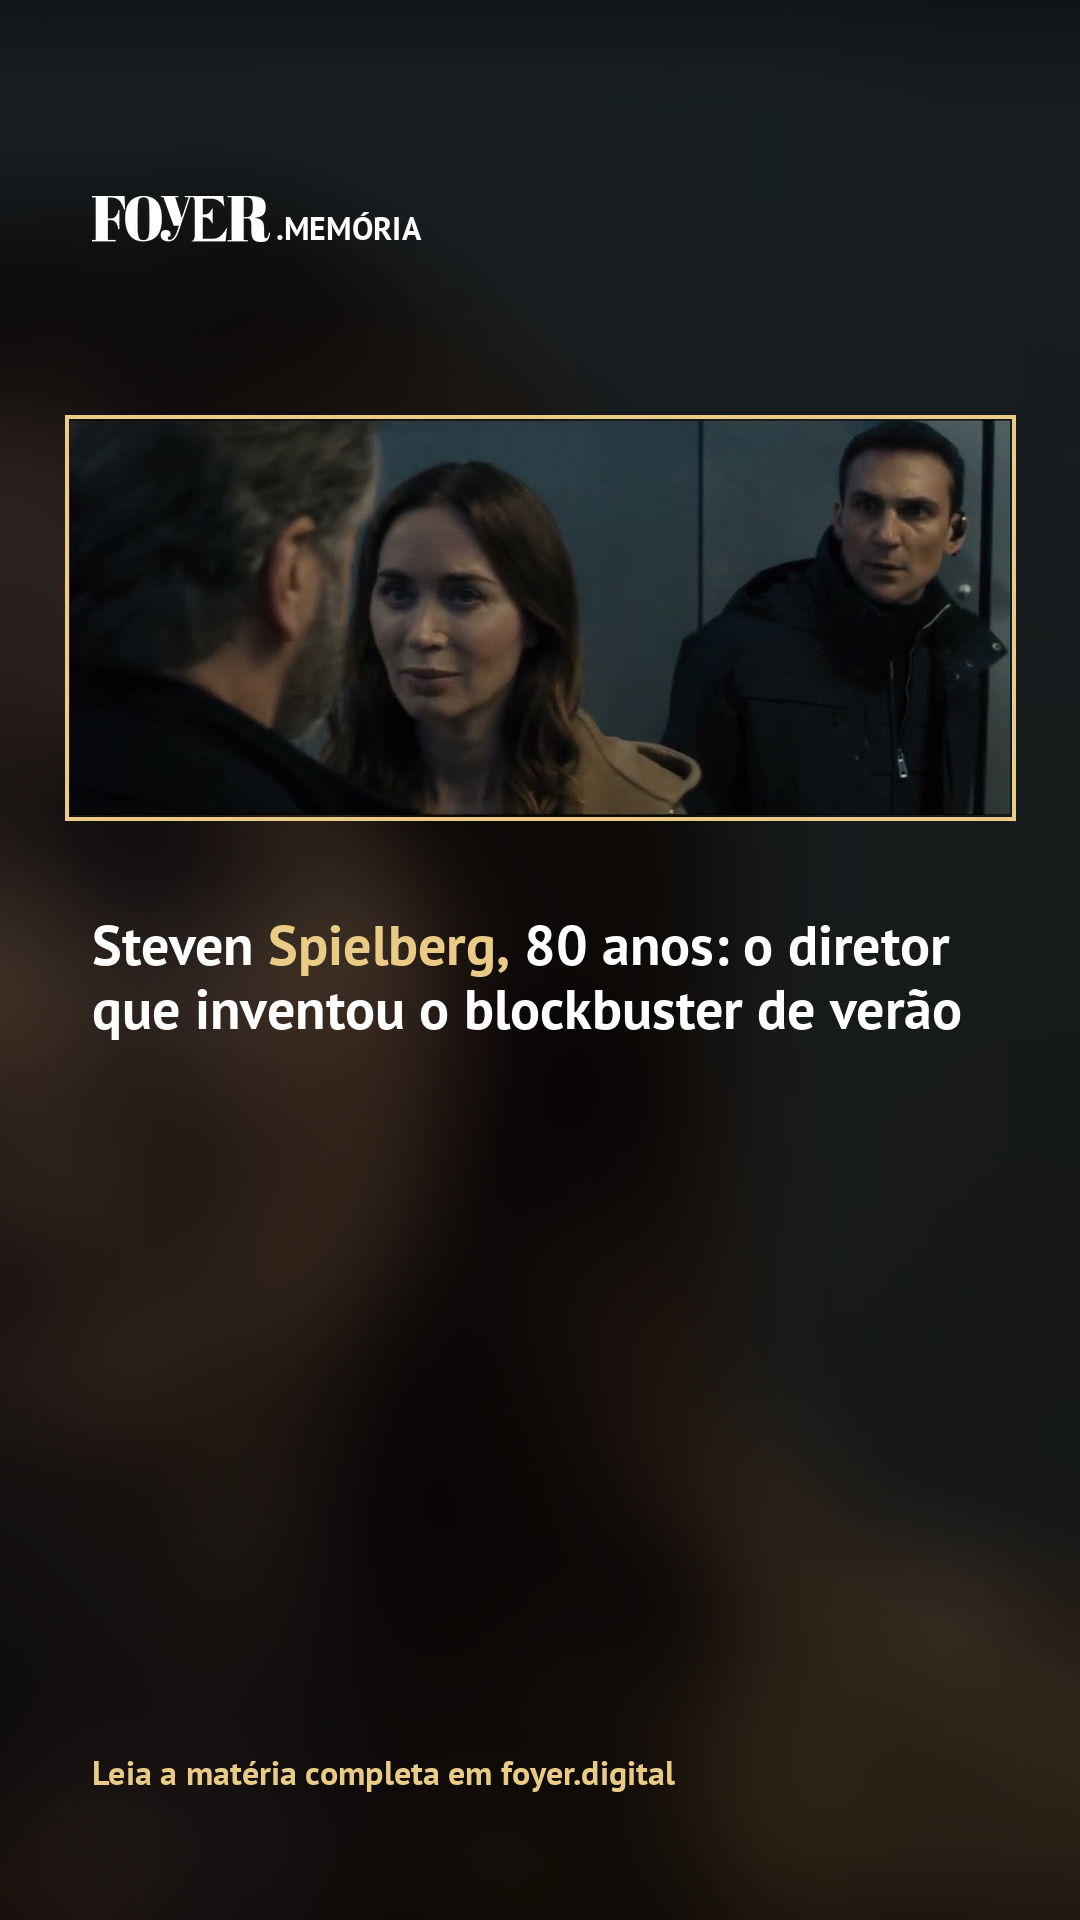 FOYER .MEMÓRIA
Steven Spielberg, 80 anos: o diretor
que inventou o blockbuster de verão
Leia a matéria completa em foyer.digital